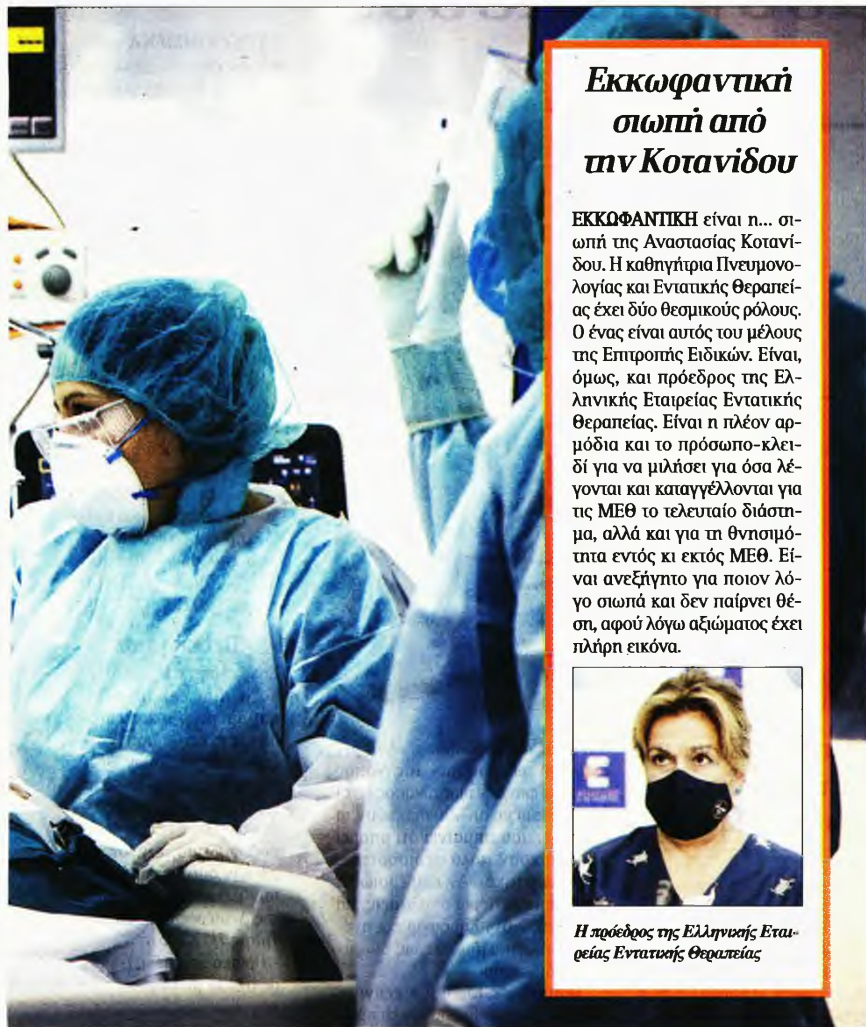 Εκκωφαντική
σιωπή από
την Κοτανίδου
ΕΚΚΩΦΑΝΤΙΚΗ είναι η... σι-
ωπή της Αναστασίας Κοτανί-
δου. Η καθηγήτρια Πνευμονο-
λογίας και Εντατικής Θεραπεί-
ας έχει δύο θεσμικούς ρόλους.
Ο ένας είναι αυτός του μέλους
της Επιτροπής Ειδικών. Είναι,
όμως, και πρόεδρος της Ελ-
ληνικής Εταιρείας Εντατικής
Θεραπείας. Είναι η πλέον αρ-
μόδια και το πρόσωπο-κλει-
δί για να μιλήσει για όσα λέ-
γονται και καταγγέλλονται για
τις ΜΕΘ το τελευταίο διάστη-
μα, αλλά και για τη θνησιμό-
τητα εντός κι εκτός ΜΕΘ. Εί-
ναι ανεξήγητο για ποιον λό-
γο σιωπά και δεν παίρνει θέ-
ση, αφού λόγω αξιώματος έχει
πλήρη εικόνα.
Η πρόεδρος της Ελληνικής Εται-
ρείας Εντατικής Θεραπείας